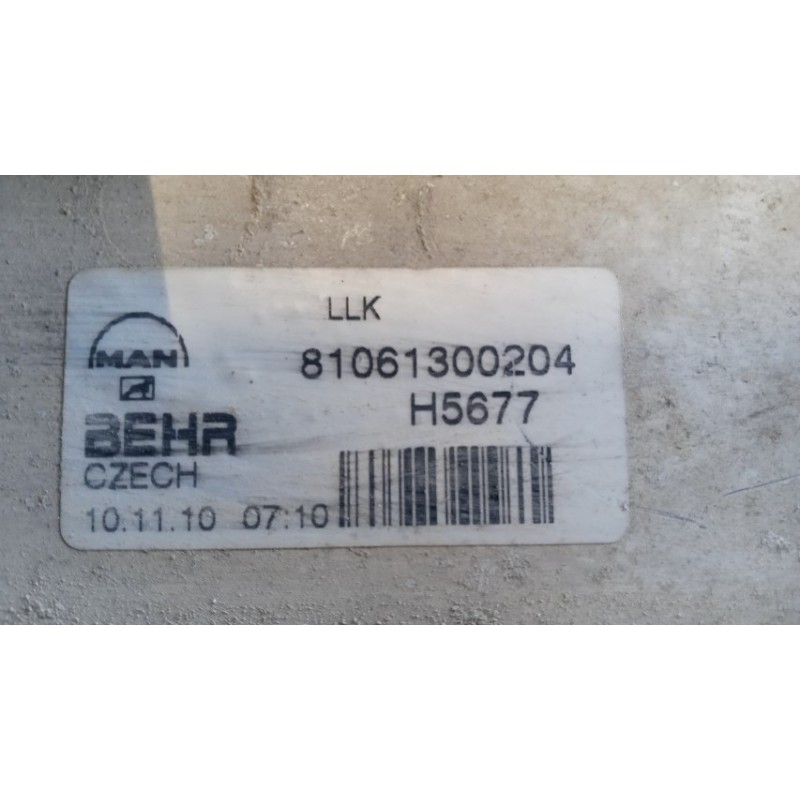 LLK
MAN
81061300204
H5677
BEHR
CZECH
10.11.10 07:10